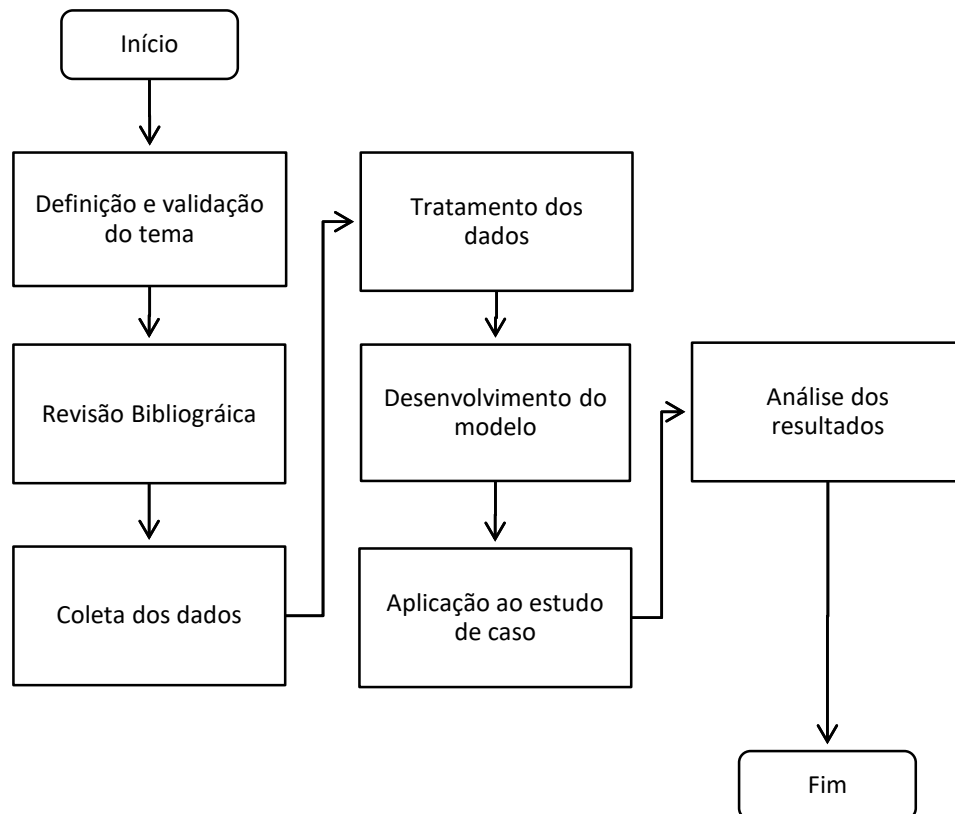 Início
Definição e validação
do tema
Revisão Bibliográica
Coleta dos dados
Tratamento dos
dados
Desenvolvimento do
modelo
Aplicação ao estudo
de caso
Análise dos
resultados
Fim